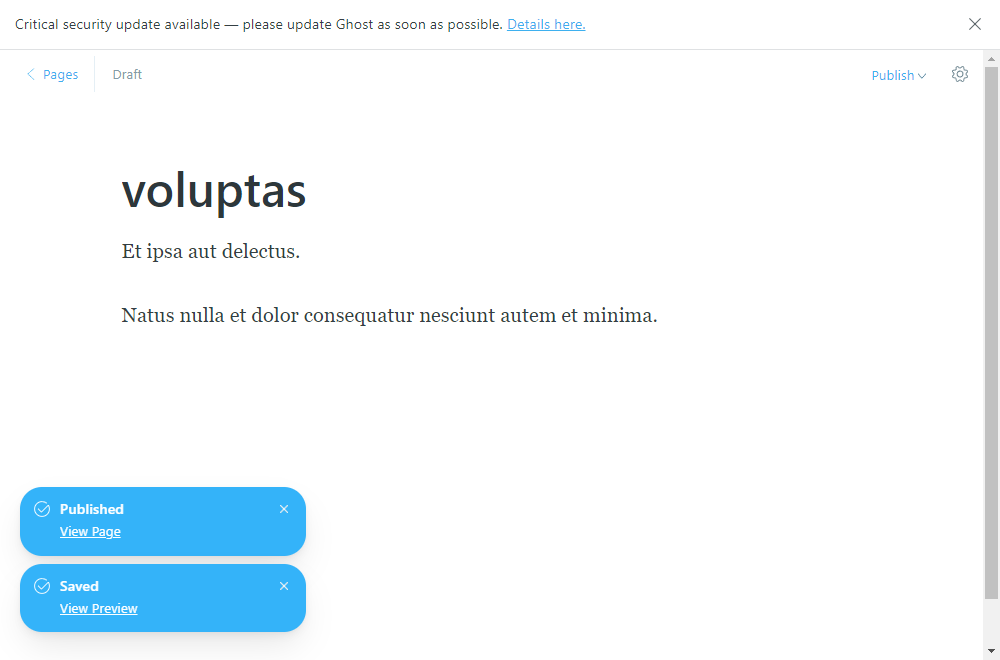 Critical security update available — please update Ghost as soon as possible. Details here.
Pages
Draft
Publish
voluptas
Et ipsa aut delectus.
Natus nulla et dolor consequatur nesciunt autem et minima.
Published
View Page
Saved
View Preview